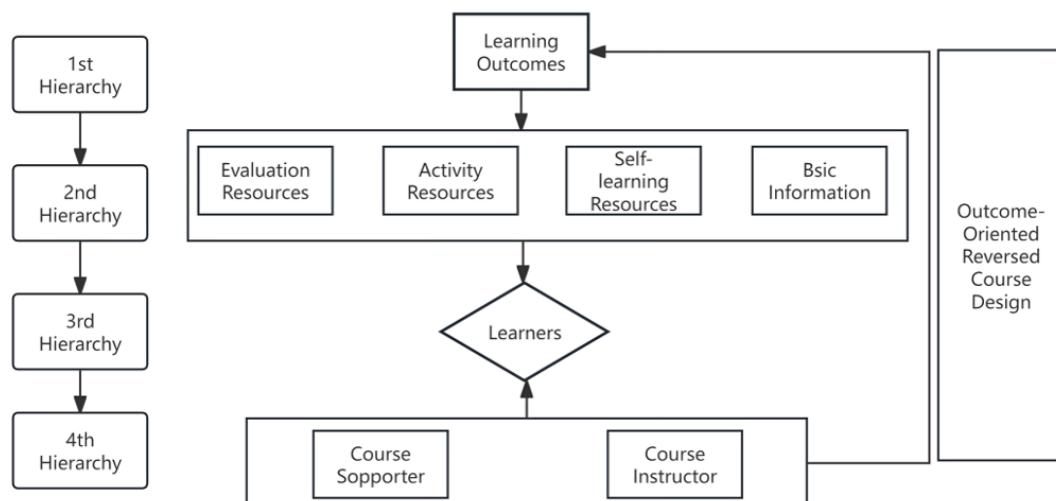 1st
Hierarchy
2nd
Hierarchy
3rd
Hierarchy
4th
Hierarchy
Learning
Outcomes
Evaluation
Resources
Activity
Resources
Self-
learning
Resources
Bsic
Information
Learners
Course
Sopporter
Course
Instructor
Outcome-
Oriented
Reversed
Course
Design